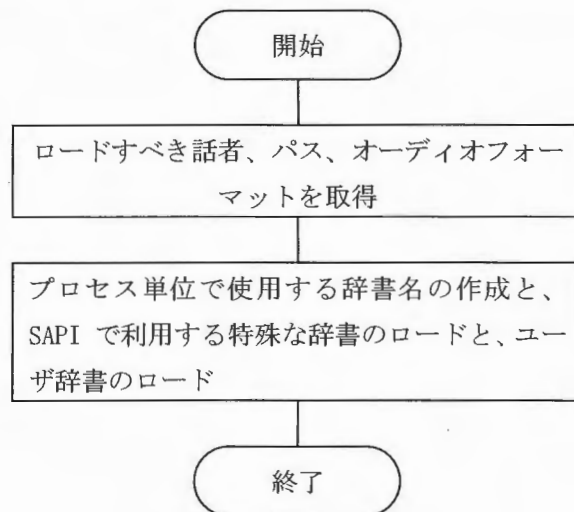 開始
ロードすべき話者、パス、オーディオフォー
マットを取得
プロセス単位で使用する辞書名の作成と、
SAPI で利用する特殊な辞書のロードと、ユー
ザ辞書のロード
終了